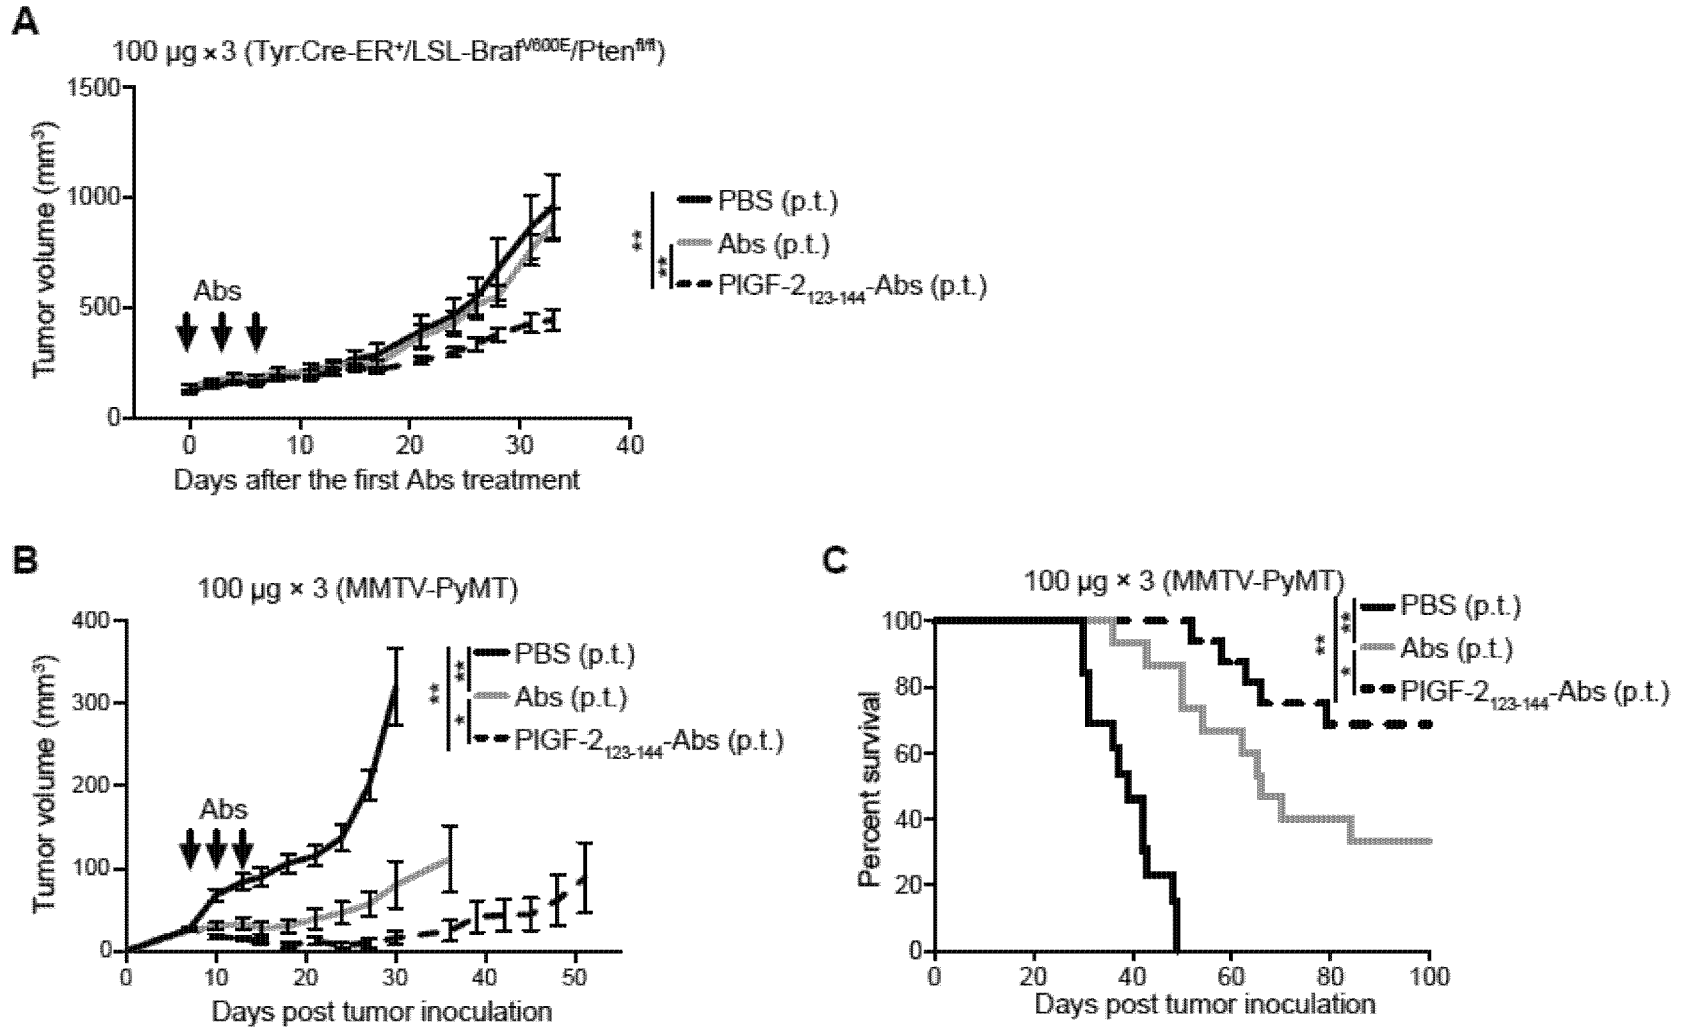 A
100 µg ×3 (Tyr:Cre-ER+/LSL-BrafV600E/Ptenfl/fl)
1500
1000
500
0
Tumor volume (mm3)
Abs
0 10 20 30 40
Days after the first Abs treatment
** **
PBS (p.t.)
Abs (p.t.)
PlGF-2123-144-Abs (p.t.)
B
100 µg × 3 (MMTV-PyMT)
400
300
200
100
0
Tumor volume (mm3)
Abs
0 10 20 30 40 50
Days post tumor inoculation
** ** *
PBS (p.t.)
Abs (p.t.)
PlGF-2123-144-Abs (p.t.)
C
100 µg × 3 (MMTV-PyMT)
100
80
60
40
20
0
Percent survival
0 20 40 60 80 100
Days post tumor inoculation
** ** *
PBS (p.t.)
Abs (p.t.)
PlGF-2123-144-Abs (p.t.)